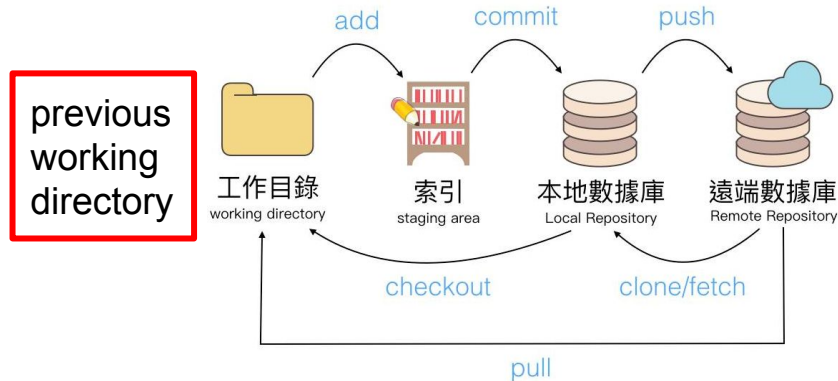 add
commit
push
previous
working
directory
工作目錄
working directory
索引
staging area
本地數據庫
Local Repository
遠端數據庫
Remote Repository
checkout
clone/fetch
pull